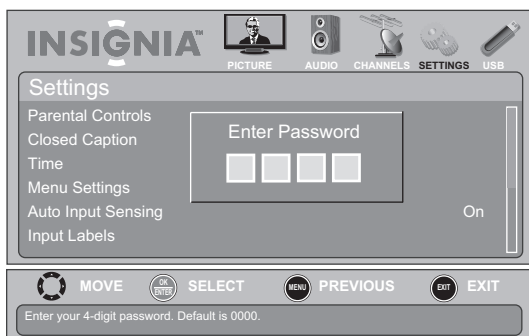 INSIGNIA™
PICTURE AUDIO CHANNELS SETTINGS USB
Settings
Parental Controls
Closed Caption
Time
Menu Settings
Auto Input Sensing On
Input Labels
Enter Password
MOVE OK ENTER SELECT MENU PREVIOUS EXIT EXIT
Enter your 4-digit password. Default is 0000.